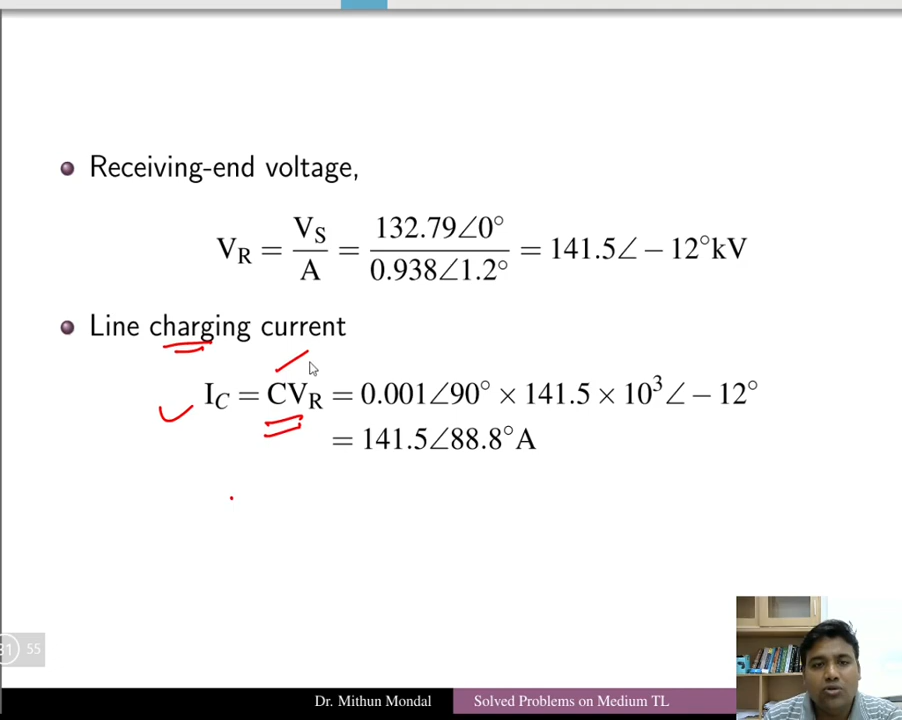 Receiving-end voltage,
V_R = V_S / A = 132.79∠0° / 0.938∠1.2° = 141.5∠ − 12°kV
Line charging current
I_C = CV_R = 0.001∠90° × 141.5 × 10³∠ − 12°
= 141.5∠88.8°A
31 55
Dr. Mithun Mondal Solved Problems on Medium TL